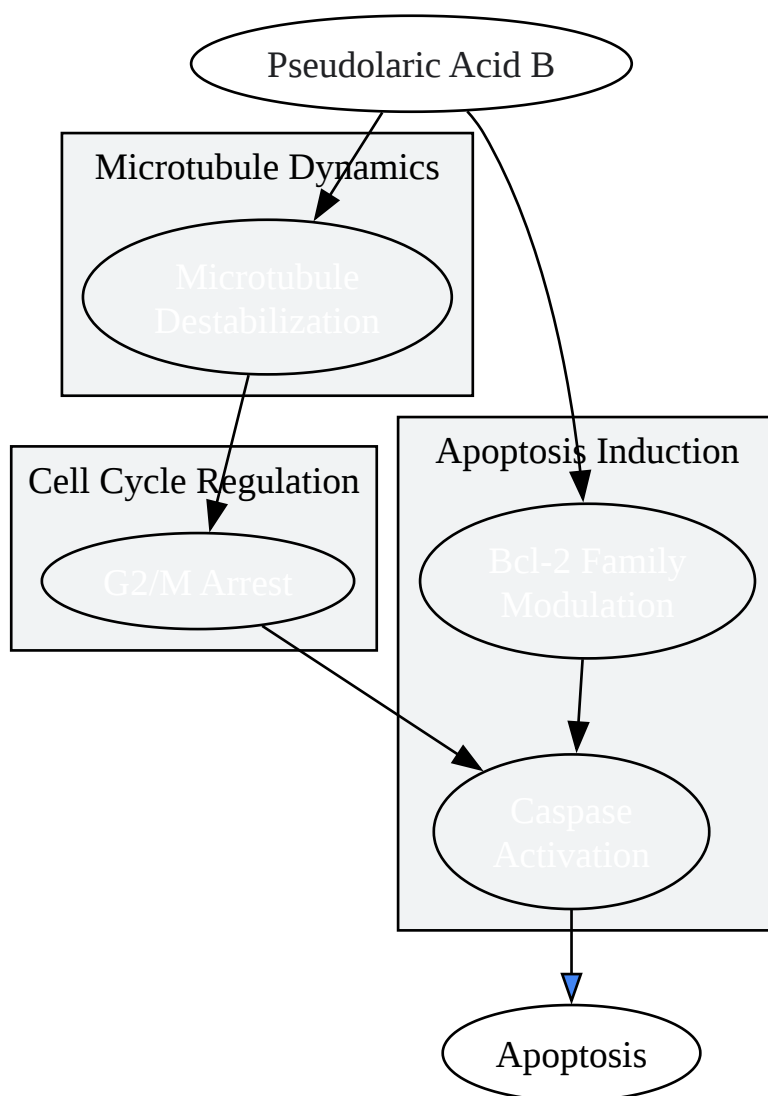 Pseudolaric Acid B
Microtubule Dynamics
Microtubule
Destabilization
Cell Cycle Regulation
G2/M Arrest
Apoptosis Induction
Bcl-2 Family
Modulation
Caspase
Activation
Apoptosis